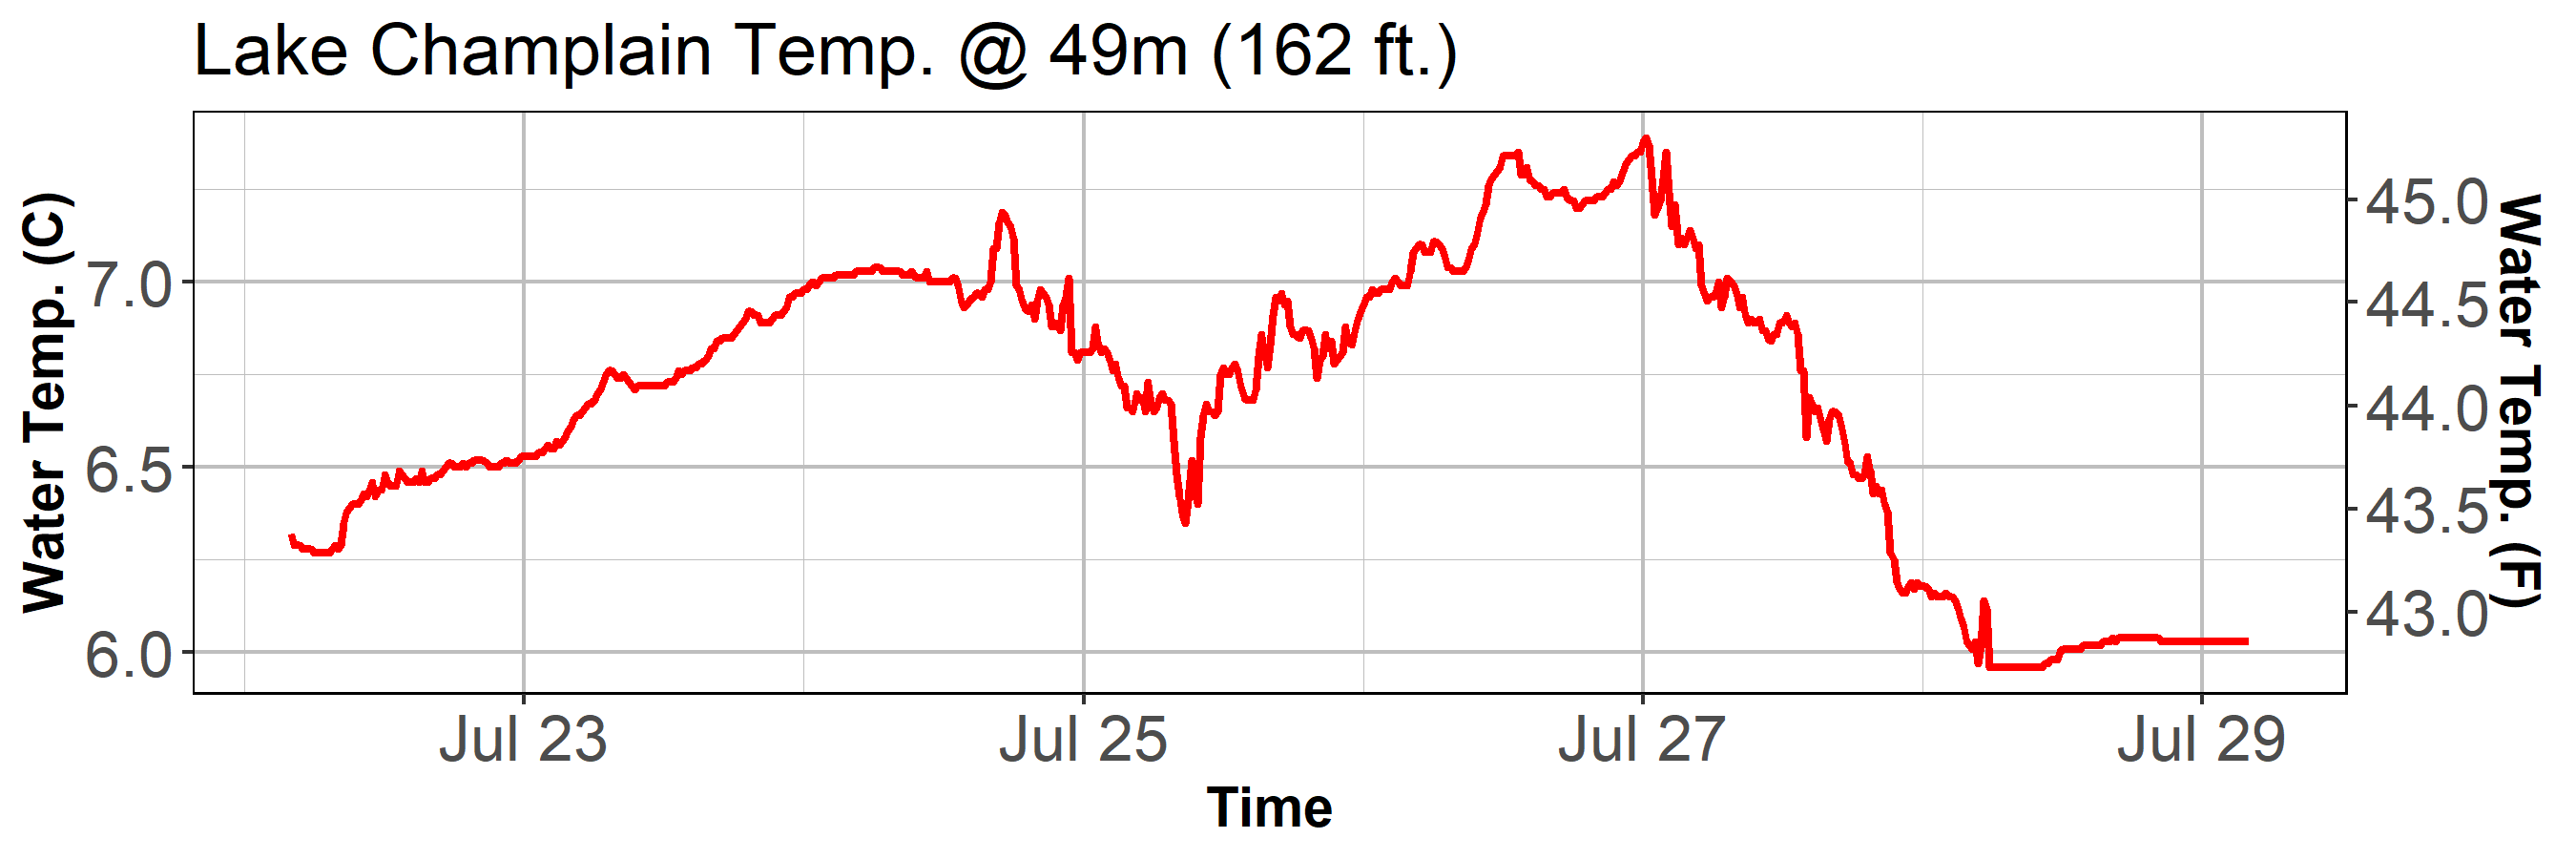 Lake Champlain Temp. @ 49m (162 ft.)
Water Temp. (C)
7.0
6.5
6.0
45.0
44.5
44.0
43.5
43.0
Water Temp. (F)
Jul 23
Jul 25
Jul 27
Jul 29
Time